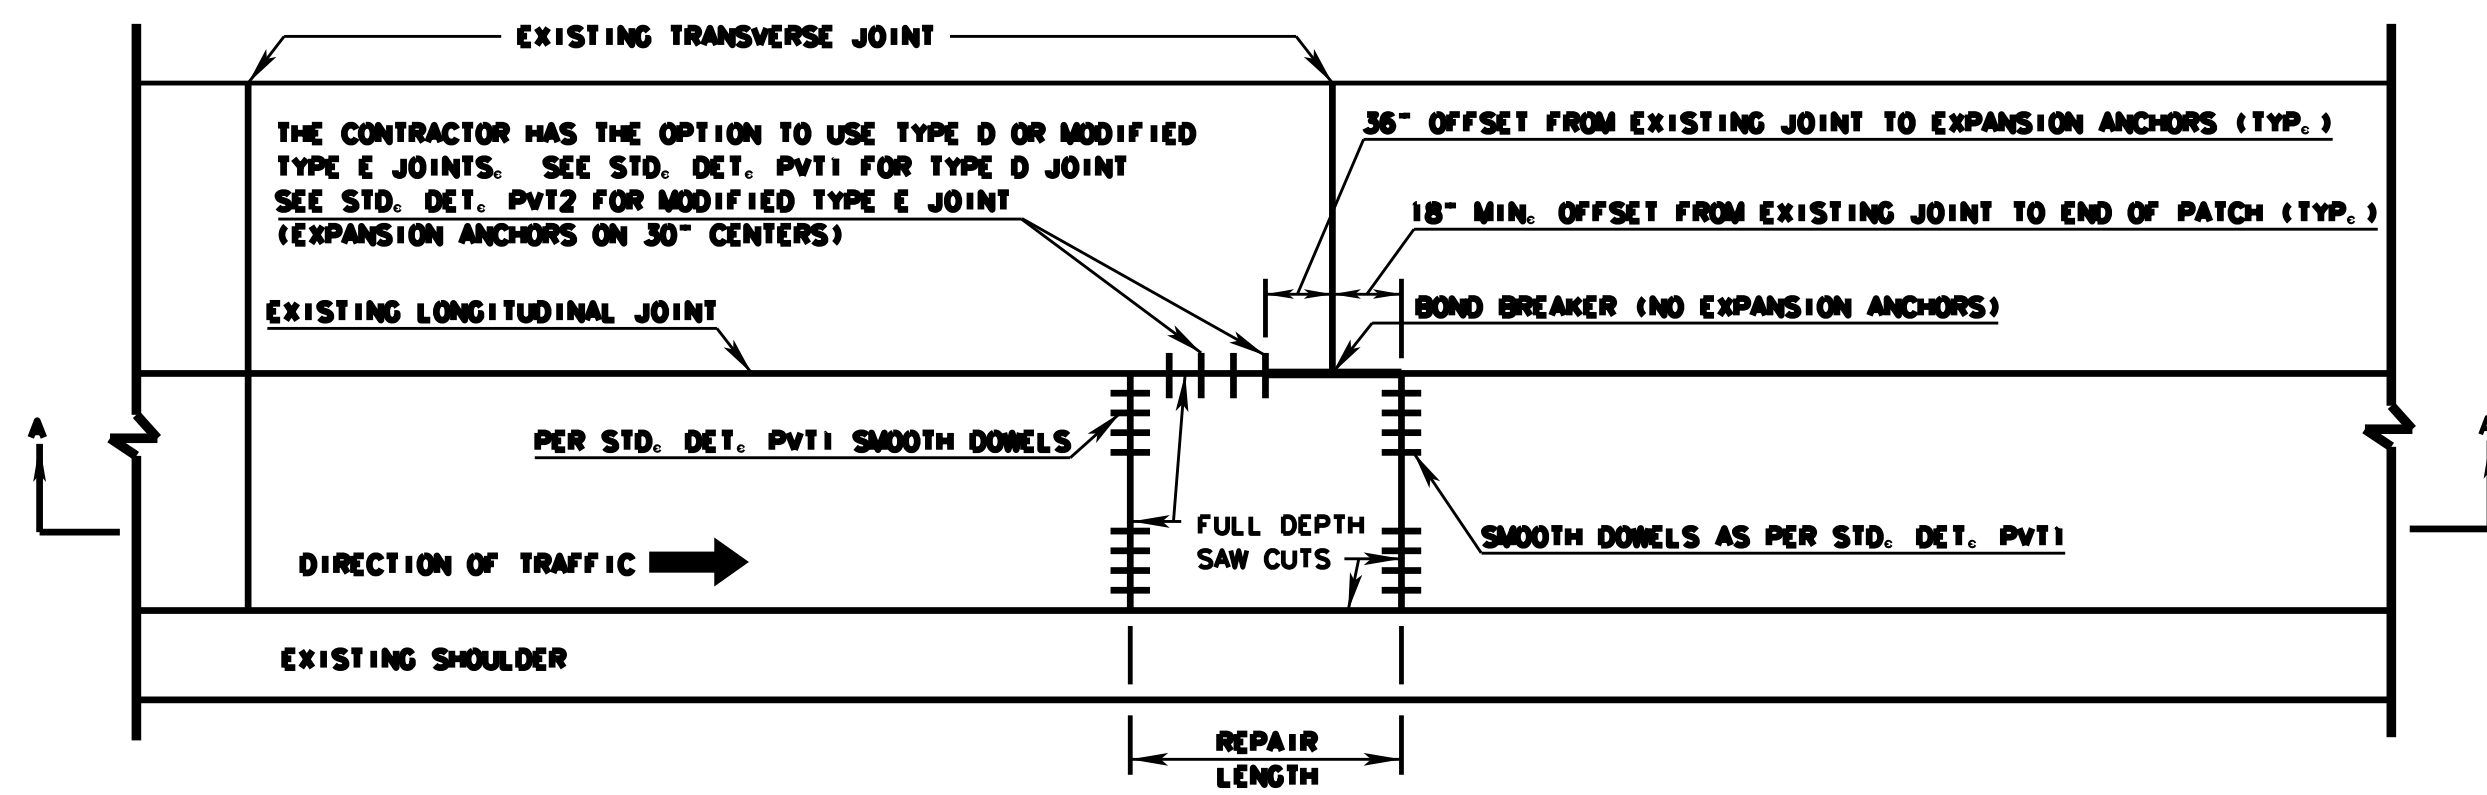 EXISTING TRANSVERSE JOINT
THE CONTRACTOR HAS THE OPTION TO USE TYPE D OR MODIFIED
TYPE E JOINTS. SEE STD. DET. PVT1 FOR TYPE D JOINT
SEE STD. DET. PVT2 FOR MODIFIED TYPE E JOINT
(EXPANSION ANCHORS ON 30" CENTERS)
36" OFFSET FROM EXISTING JOINT TO EXPANSION ANCHORS (TYP.)
18" MIN. OFFSET FROM EXISTING JOINT TO END OF PATCH (TYP.)
BOND BREAKER (NO EXPANSION ANCHORS)
EXISTING LONGITUDINAL JOINT
A
A
PER STD. DET. PVT1 SMOOTH DOWELS
FULL DEPTH
SAW CUTS
SMOOTH DOWELS AS PER STD. DET. PVT1
DIRECTION OF TRAFFIC
EXISTING SHOULDER
REPAIR
LENGTH